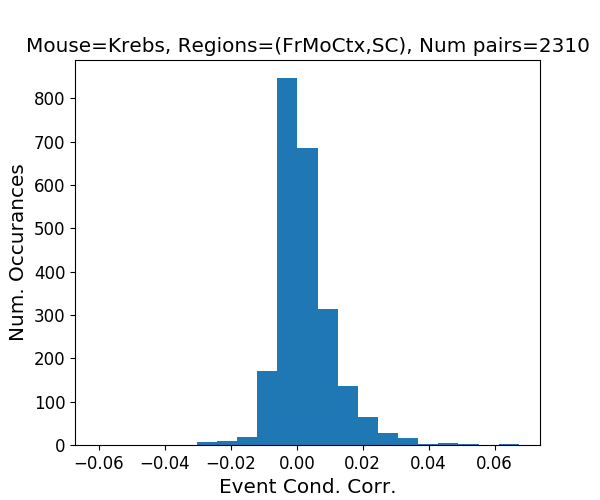 Mouse=Krebs, Regions=(FrMoCtx,SC), Num pairs=2310
Num. Occurances
800
700
600
500
400
300
200
100
0
−0.06 −0.04 −0.02 0.00 0.02 0.04 0.06
Event Cond. Corr.